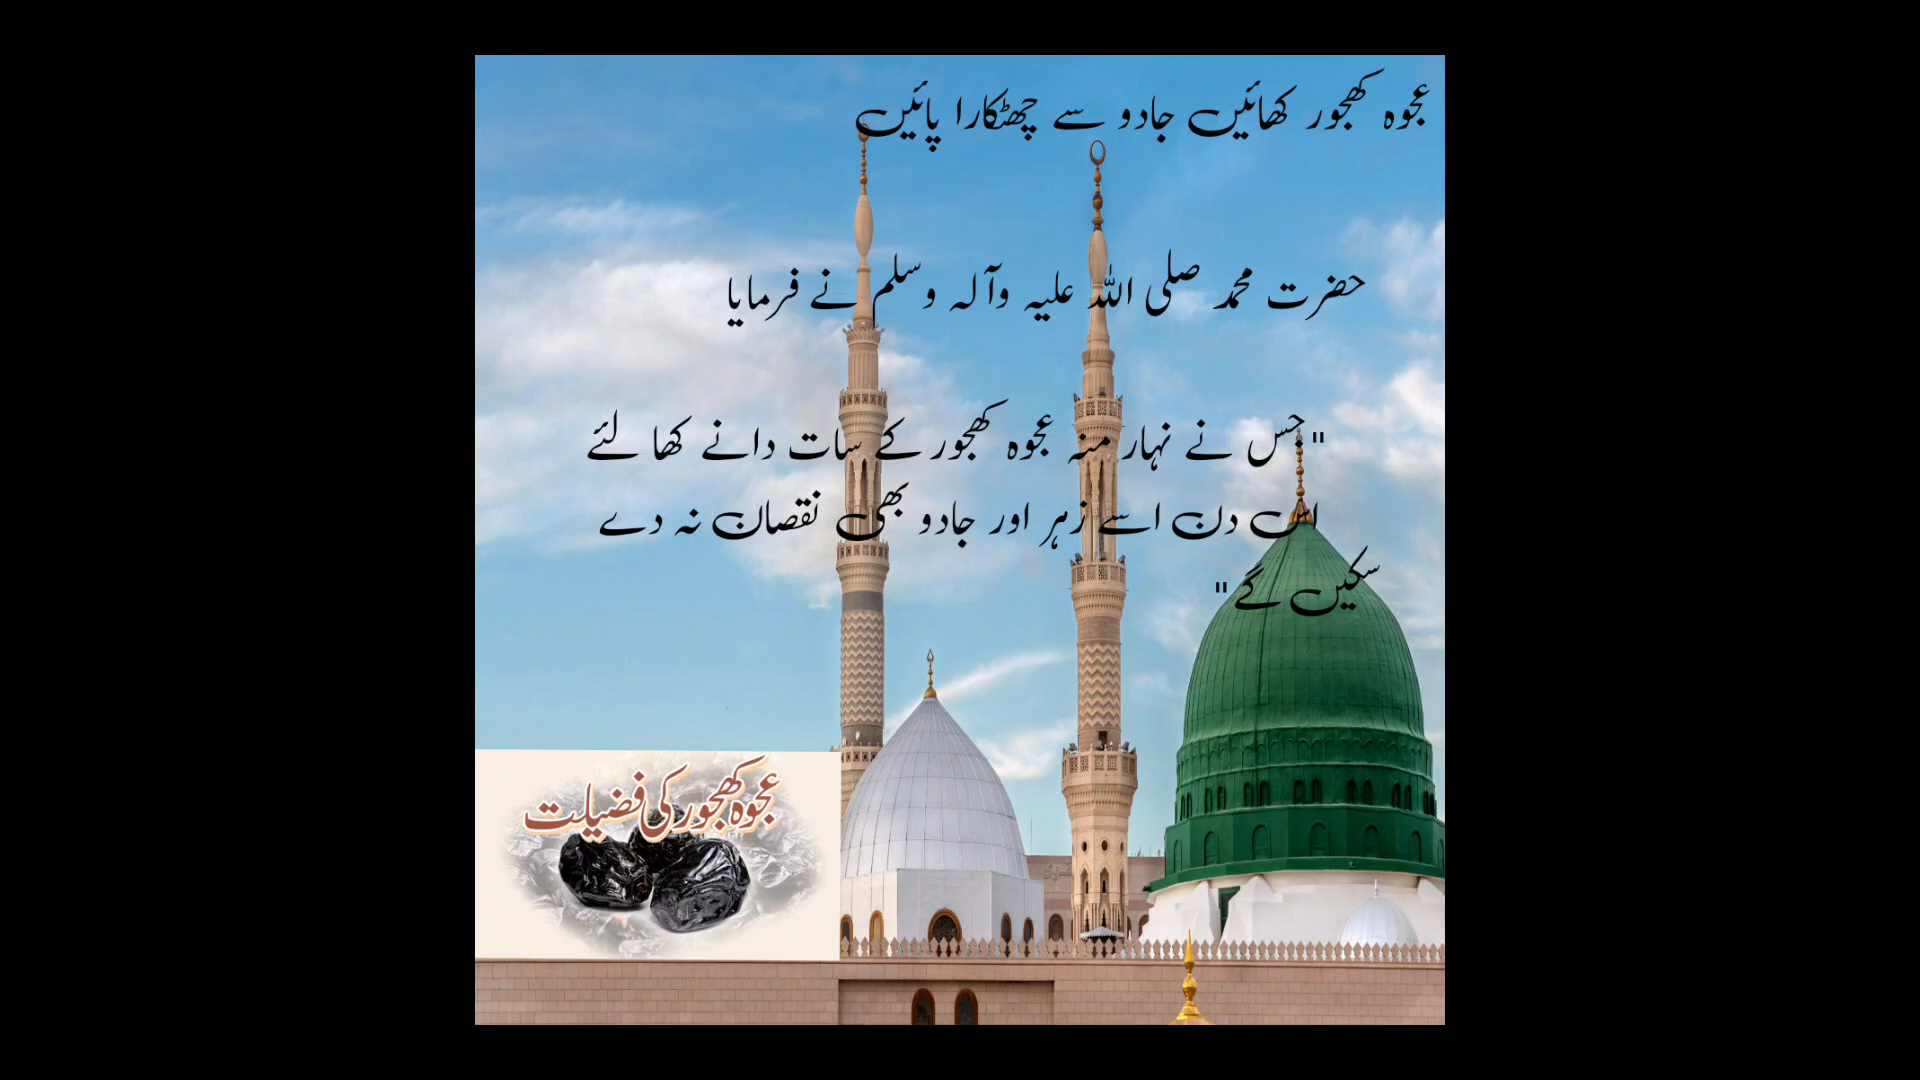 عجوہ کھجور کھائیں جادو سے چھٹکارا پائیں
حضرت محمد صلی اللہ علیہ وآلہ وسلم نے فرمایا
"جس نے نہار منہ عجوہ کھجور کے سات دانے کھا لئے
اس دن اسے زہر اور جادو بھی نقصان نہ دے
سکیں گے"
عجوہ کھجور کی فضیلت